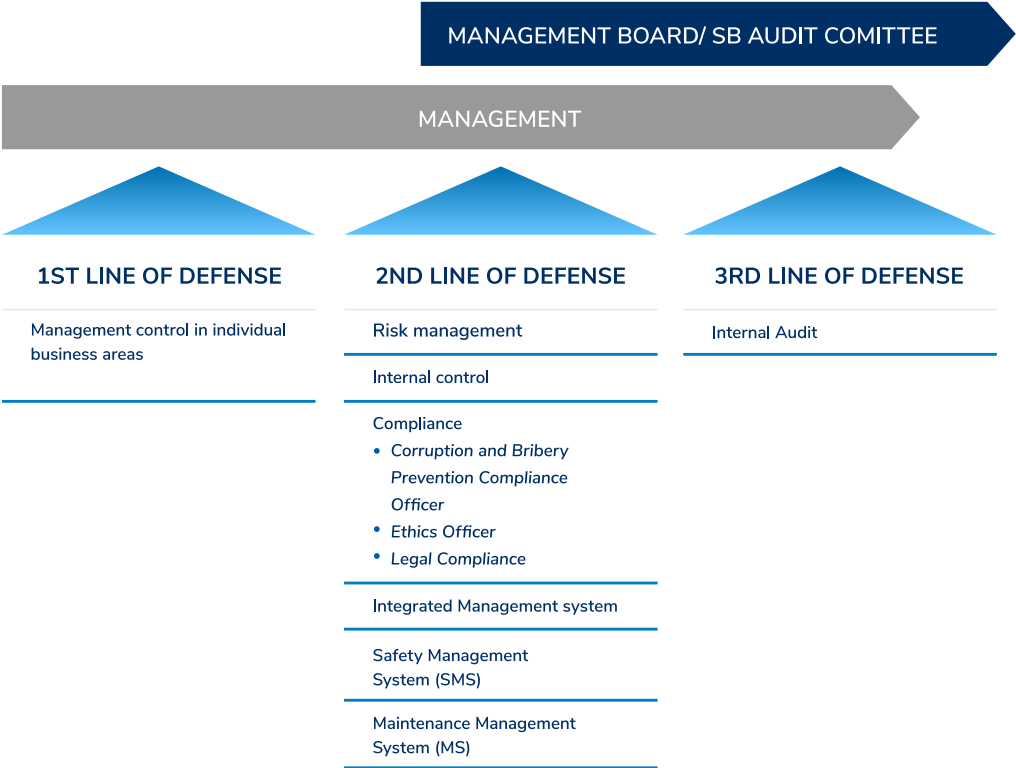 MANAGEMENT BOARD/ SB AUDIT COMITTEE
MANAGEMENT
1ST LINE OF DEFENSE
Management control in individual
business areas
2ND LINE OF DEFENSE
Risk management
Internal control
Compliance
• Corruption and Bribery
Prevention Compliance
Officer
• Ethics Officer
• Legal Compliance
Integrated Management system
Safety Management
System (SMS)
Maintenance Management
System (MS)
3RD LINE OF DEFENSE
Internal Audit